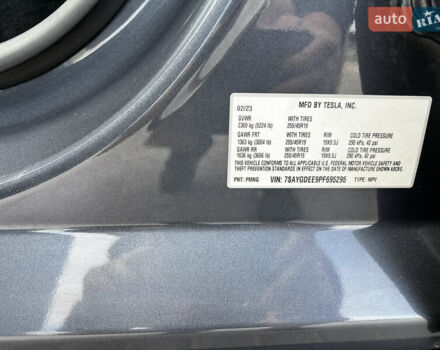 auto RIA
02/23 MFD BY TESLA, INC.
GVWR WITH TIRES
2369 kg (5224 lb) 255/45R19
GAWR FRT WITH TIRES RIM COLD TIRE PRESSURE
1363 kg (3004 lb) 255/45R19 19X9.5J 290 kPa, 42 psi
GAWR RR WITH TIRES RIM COLD TIRE PRESSURE
1636 kg (3606 lb) 255/45R19 19X9.5J 290 kPa, 42 psi
THIS VEHICLE CONFORMS TO ALL APPLICABLE U.S. FEDERAL MOTOR VEHICLE SAFETY
AND THEFT PREVENTION STANDARDS IN EFFECT ON THE DATE OF MANUFACTURE SHOWN ABOVE.
PNT: PMNG VIN: 7SAYGDEE9PF695295 TYPE: MPV